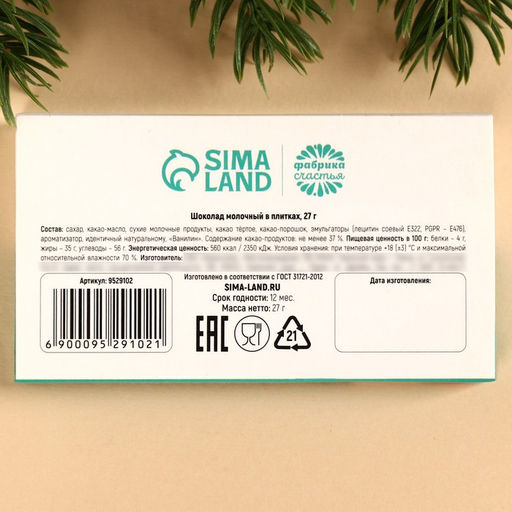 SIMA
LAND
фабрика
счастья
Шоколад молочный в плитках, 27 г
Состав: сахар, какао-масло, сухие молочные продукты, какао тёртое, какао-порошок, эмульгаторы (лецитин соевый Е322, PGPR – Е476),
ароматизатор, идентичный натуральному, «Ванилин». Содержание какао-продуктов: не менее 37 %. Пищевая ценность в 100 г: белки – 4 г,
жиры – 35 г, углеводы – 56 г. Энергетическая ценность: 560 ккал / 2350 кДж. Условия хранения: при температуре +18 (±3) °С и максимальной
относительной влажности 70 %. Изготовитель:
Артикул: 9529102
6 900095 291021
Изготовлено в соответствии с ГОСТ 31721-2012
SIMA-LAND.RU
Срок годности: 12 мес.
Масса нетто: 27 г
EAC
21
Дата изготовления: